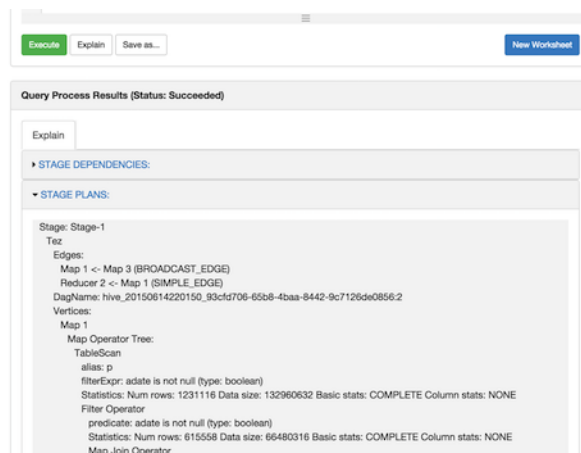 Execute Explain Save as... New Worksheet
Query Process Results (Status: Succeeded)
Explain
STAGE DEPENDENCIES:
STAGE PLANS:
Stage: Stage-1
Tez
Edges:
Map 1 <- Map 3 (BROADCAST_EDGE)
Reducer 2 <- Map 1 (SIMPLE_EDGE)
DagName: hive_20150614220150_93cfd706-65b8-4baa-8442-9c7126de0856:2
Vertices:
Map 1
Map Operator Tree:
TableScan
alias: p
filterExpr: adate is not null (type: boolean)
Statistics: Num rows: 1231116 Data size: 132960632 Basic stats: COMPLETE Column stats: NONE
Filter Operator
predicate: adate is not null (type: boolean)
Statistics: Num rows: 615558 Data size: 66480316 Basic stats: COMPLETE Column stats: NONE
Map Join Operator